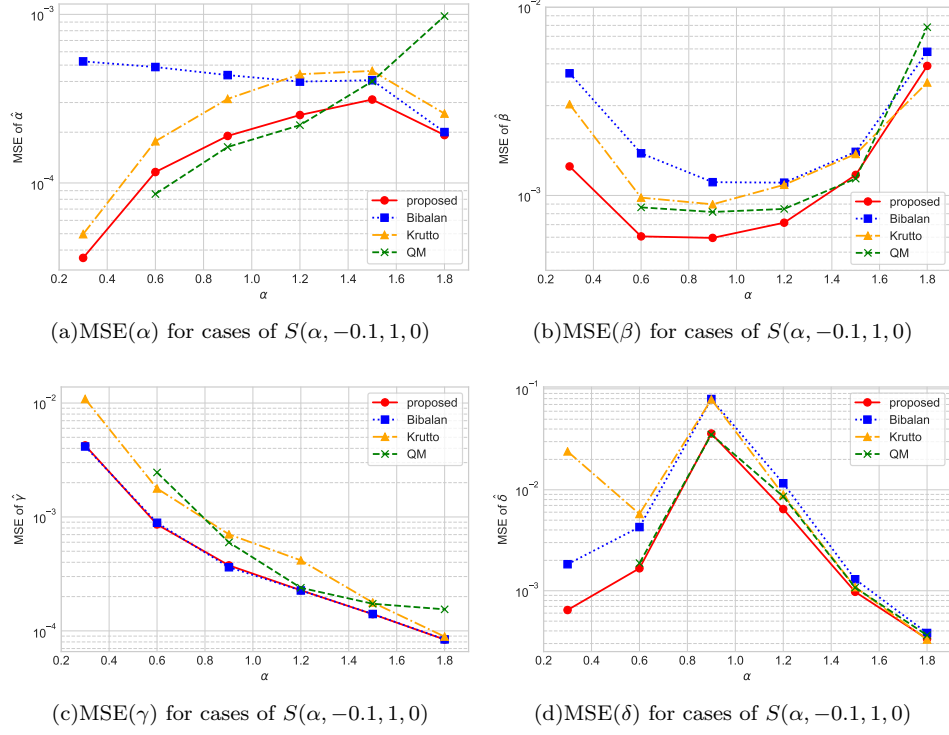 10⁻³
10⁻⁴
MSE of α̂
proposed
Bibalan
Krutto
QM
0.2 0.4 0.6 0.8 1.0 1.2 1.4 1.6 1.8
α
(a)MSE(α) for cases of S(α, −0.1, 1, 0)
10⁻²
10⁻³
MSE of β̂
proposed
Bibalan
Krutto
QM
0.2 0.4 0.6 0.8 1.0 1.2 1.4 1.6 1.8
α
(b)MSE(β) for cases of S(α, −0.1, 1, 0)
10⁻²
10⁻³
10⁻⁴
MSE of γ̂
proposed
Bibalan
Krutto
QM
0.2 0.4 0.6 0.8 1.0 1.2 1.4 1.6 1.8
α
(c)MSE(γ) for cases of S(α, −0.1, 1, 0)
10⁻¹
10⁻²
10⁻³
MSE of δ̂
proposed
Bibalan
Krutto
QM
0.2 0.4 0.6 0.8 1.0 1.2 1.4 1.6 1.8
α
(d)MSE(δ) for cases of S(α, −0.1, 1, 0)